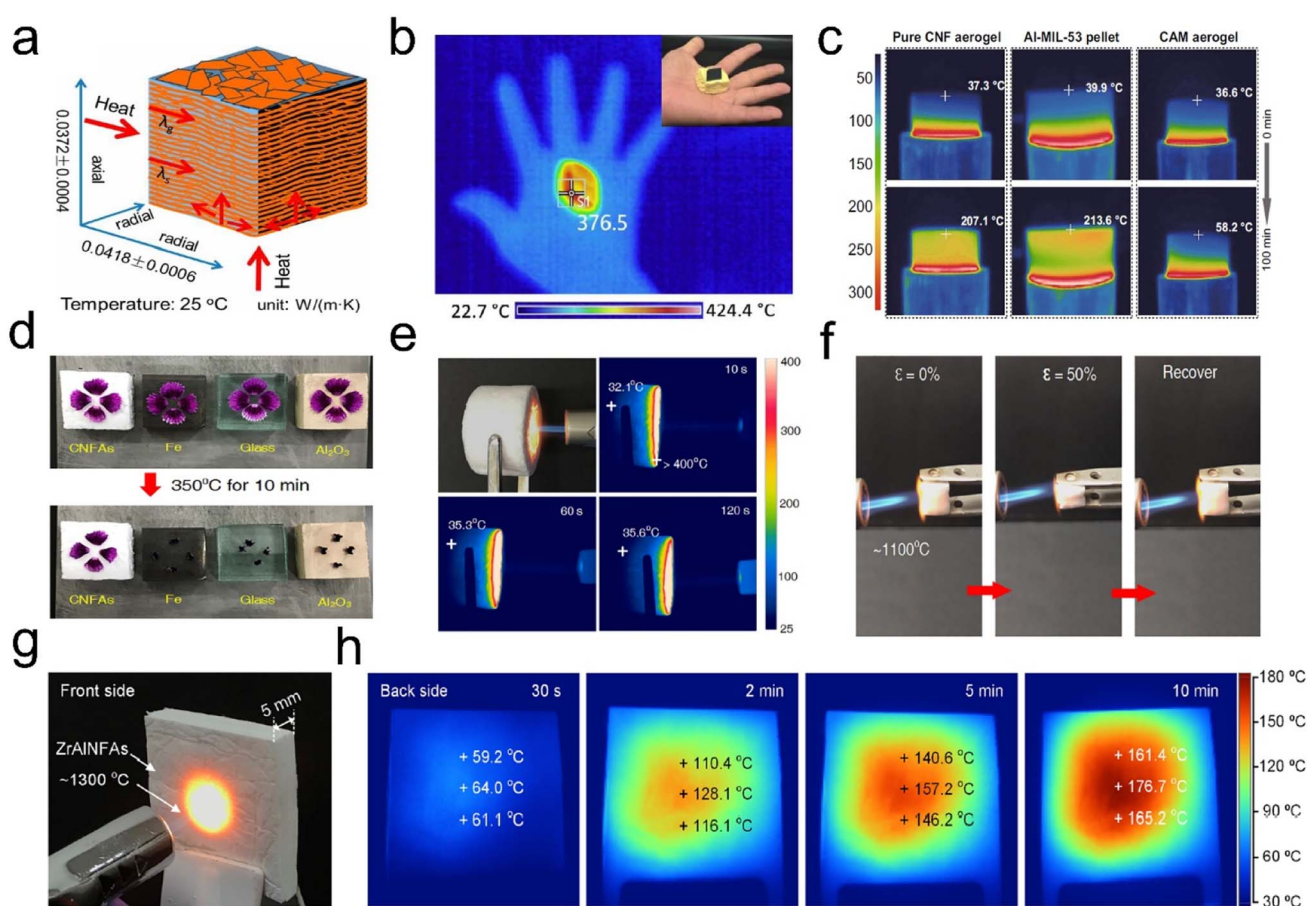 a
Heat
λg
λs
0.0372±0.0004
axial
radial
radial
0.0418±0.0006
Heat
Temperature: 25 °C unit: W/(m·K)
b
S1
376.5
22.7 °C 424.4 °C
c
Pure CNF aerogel Al-MIL-53 pellet CAM aerogel
50
100
150
200
250
300
37.3 °C 39.9 °C 36.6 °C
207.1 °C 213.6 °C 58.2 °C
0 min
100 min
d
CNFAs Fe Glass Al₂O₃
350°C for 10 min
CNFAs Fe Glass Al₂O₃
e
10 s
32.1°C
> 400°C
60 s
35.3°C
120 s
35.6°C
400
300
200
100
25
f
ε = 0% ε = 50% Recover
~1100°C
g
Front side
5 mm
ZrAlNFAs
~1300 °C
h
Back side 30 s
+ 59.2 °C
+ 64.0 °C
+ 61.1 °C
2 min
+ 110.4 °C
+ 128.1 °C
+ 116.1 °C
5 min
+ 140.6 °C
+ 157.2 °C
+ 146.2 °C
10 min
+ 161.4 °C
+ 176.7 °C
+ 165.2 °C
180 °C
150 °C
120 °C
90 °C
60 °C
30 °C